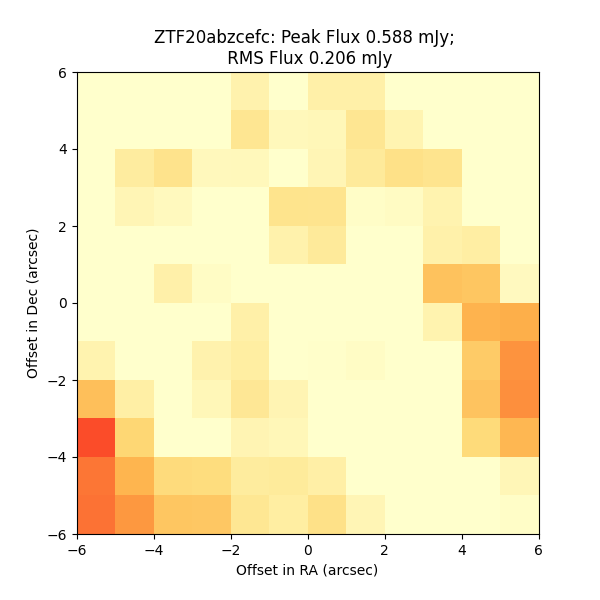 ZTF20abzcefc: Peak Flux 0.588 mJy;
RMS Flux 0.206 mJy
6
4
2
0
−2
−4
−6
Offset in Dec (arcsec)
−6 −4 −2 0 2 4 6
Offset in RA (arcsec)